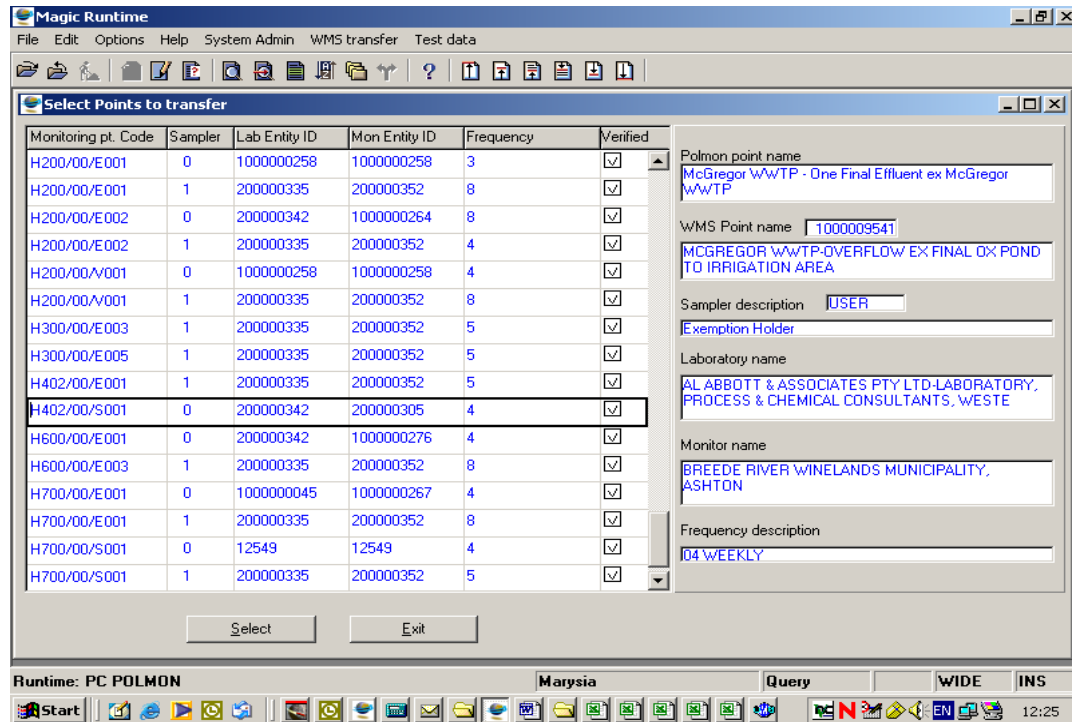 Magic Runtime
File Edit Options Help System Admin WMS transfer Test data
Select Points to transfer
Monitoring pt. Code Sampler Lab Entity ID Mon Entity ID Frequency Verified
H200/00/E001 0 1000000258 1000000258 3
H200/00/E001 1 200000335 200000352 8
H200/00/E002 0 200000342 1000000264 8
H200/00/E002 1 200000335 200000352 4
H200/00/V001 0 1000000258 1000000258 4
H200/00/V001 1 200000335 200000352 8
H300/00/E003 1 200000335 200000352 5
H300/00/E005 1 200000335 200000352 5
H402/00/E001 1 200000335 200000352 5
H402/00/S001 0 200000342 200000305 4
H600/00/E001 0 200000342 1000000276 4
H600/00/E003 1 200000335 200000352 8
H700/00/E001 0 1000000045 1000000267 4
H700/00/E001 1 200000335 200000352 8
H700/00/S001 0 12549 12549 4
H700/00/S001 1 200000335 200000352 5
Polmon point name
McGregor WWTP - One Final Effluent ex McGregor
WWTP
WMS Point name 1000009541
MCGREGOR WWTP-OVERFLOW EX FINAL OX POND
TO IRRIGATION AREA
Sampler description USER
Exemption Holder
Laboratory name
AL ABBOTT & ASSOCIATES PTY LTD-LABORATORY,
PROCESS & CHEMICAL CONSULTANTS, WESTE
Monitor name
BREEDE RIVER WINELANDS MUNICIPALITY,
ASHTON
Frequency description
04 WEEKLY
Select Exit
Runtime: PC POLMON Marysia Query WIDE INS
Start EN 12:25